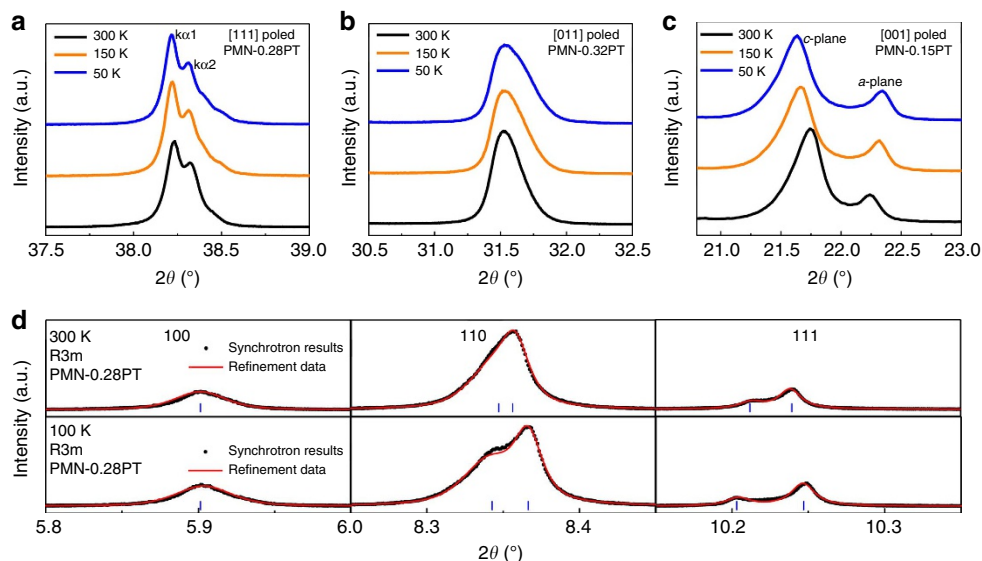 a
300 K
150 K
50 K
kα1
kα2
[111] poled
PMN-0.28PT
Intensity (a.u.)
37.5 38.0 38.5 39.0
2θ (°)
b
300 K
150 K
50 K
[011] poled
PMN-0.32PT
Intensity (a.u.)
30.5 31.0 31.5 32.0 32.5
2θ (°)
c
300 K
150 K
50 K
c-plane
a-plane
[001] poled
PMN-0.15PT
Intensity (a.u.)
21.0 21.5 22.0 22.5 23.0
2θ (°)
d
300 K
R3m
PMN-0.28PT
100
Synchrotron results
Refinement data
110
111
100 K
R3m
PMN-0.28PT
Synchrotron results
Refinement data
Intensity (a.u.)
5.8 5.9 6.0 8.3 8.4 10.2 10.3
2θ (°)